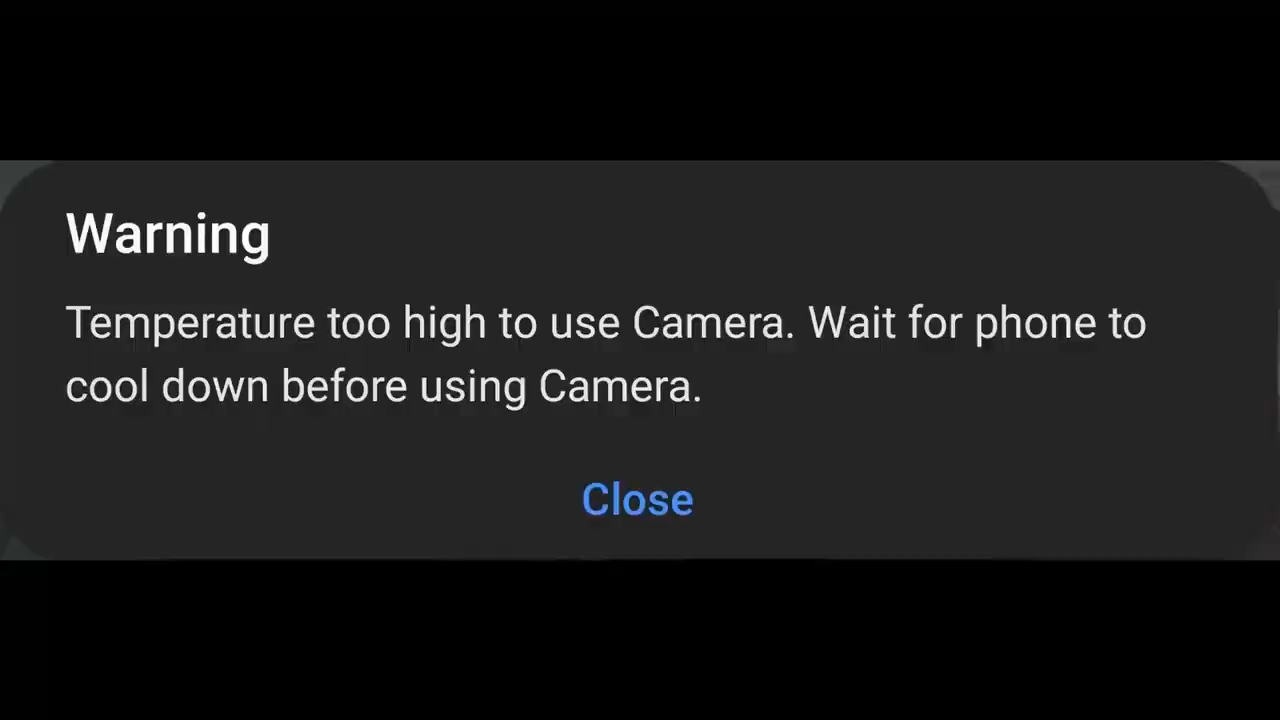 Warning
Temperature too high to use Camera. Wait for phone to
cool down before using Camera.
Close